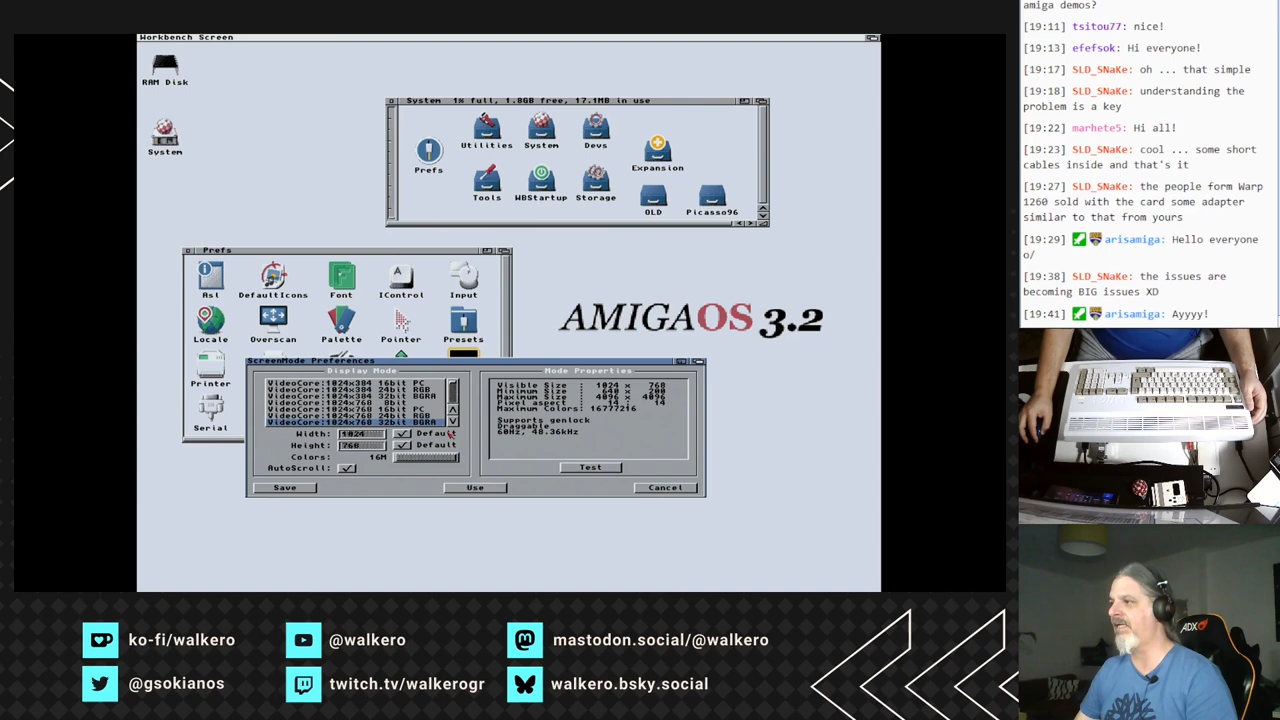 Workbench Screen
RAM Disk
System
System 1% full, 1.8GB free, 17.1MB in use
Prefs
Utilities
System
Devs
Expansion
Tools
WBStartup
Storage
OLD
Picasso96
Prefs
Asl
DefaultIcons
Font
IControl
Input
Locale
Overscan
Palette
Pointer
Presets
Printer
Serial
AMIGAOS 3.2
ScreenMode Preferences
Display Mode
VideoCore:1024x384 16bit PC
VideoCore:1024x384 24bit RGB
VideoCore:1024x384 32bit BGRA
VideoCore:1024x768 8bit
VideoCore:1024x768 16bit PC
VideoCore:1024x768 24bit RGB
VideoCore:1024x768 32bit BGRA
Width: 1024 Default
Height: 768 Default
Colors: 16M
AutoScroll:
Mode Properties
Visible Size : 1024 x 768
Minimum Size : 640 x 200
Maximum Size : 4096 x 4096
Pixel aspect : 14 : 14
Maximum Colors: 16777216
Supports genlock
Draggable
60Hz, 48.36kHz
Test
Save
Use
Cancel
amiga demos?
[19:11] tsitou77: nice!
[19:13] efefsok: Hi everyone!
[19:17] SLD_SNaKe: oh ... that simple
[19:18] SLD_SNaKe: understanding the
problem is a key
[19:22] marhete5: Hi all!
[19:23] SLD_SNaKe: cool ... some short
cables inside and that's it
[19:27] SLD_SNaKe: the people form Warp
1260 sold with the card some adapter
similar to that from yours
[19:29] arisamiga: Hello everyone
o/
[19:38] SLD_SNaKe: the issues are
becoming BIG issues XD
[19:41] arisamiga: Ayyyy!
ADX
ko-fi/walkero
@walkero
mastodon.social/@walkero
@gsokianos
twitch.tv/walkerogr
walkero.bsky.social